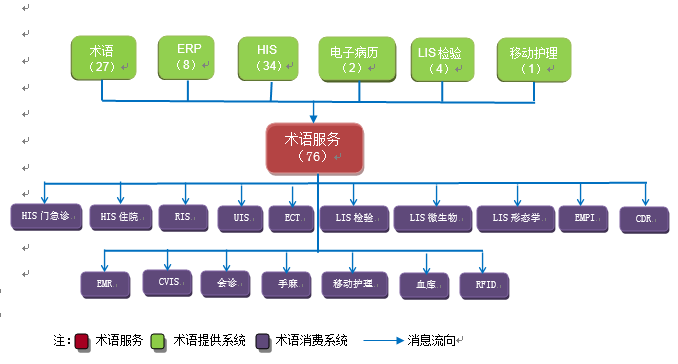 术语
（27）
ERP
（8）
HIS
（34）
电子病历
（2）
LIS检验
（4）
移动护理
（1）
术语服务
（76）
HIS门急诊
HIS住院
RIS
UIS
ECT
LIS检验
LIS微生物
LIS形态学
EMPI
CDR
EMR
CVIS
会诊
手麻
移动护理
血库
RFID
注：术语服务 术语提供系统 术语消费系统 消息流向